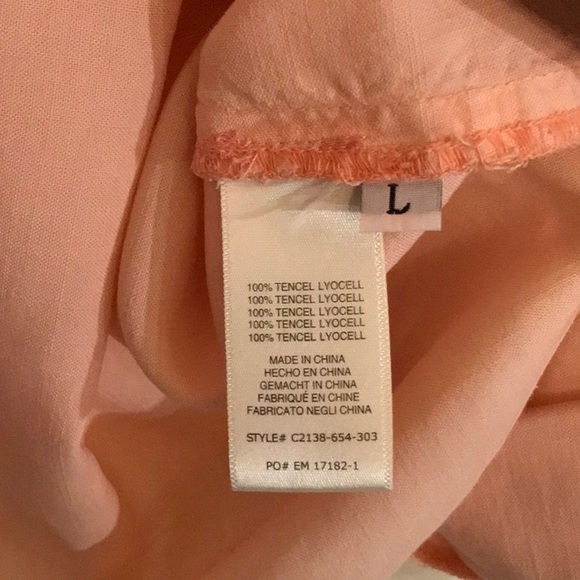 L
100% TENCEL LYOCELL
100% TENCEL LYOCELL
100% TENCEL LYOCELL
100% TENCEL LYOCELL
100% TENCEL LYOCELL
MADE IN CHINA
HECHO EN CHINA
GEMACHT IN CHINA
FABRIQUÉ EN CHINE
FABRICATO NEGLI CHINA
STYLE# C2138-654-303
PO# EM 17182-1